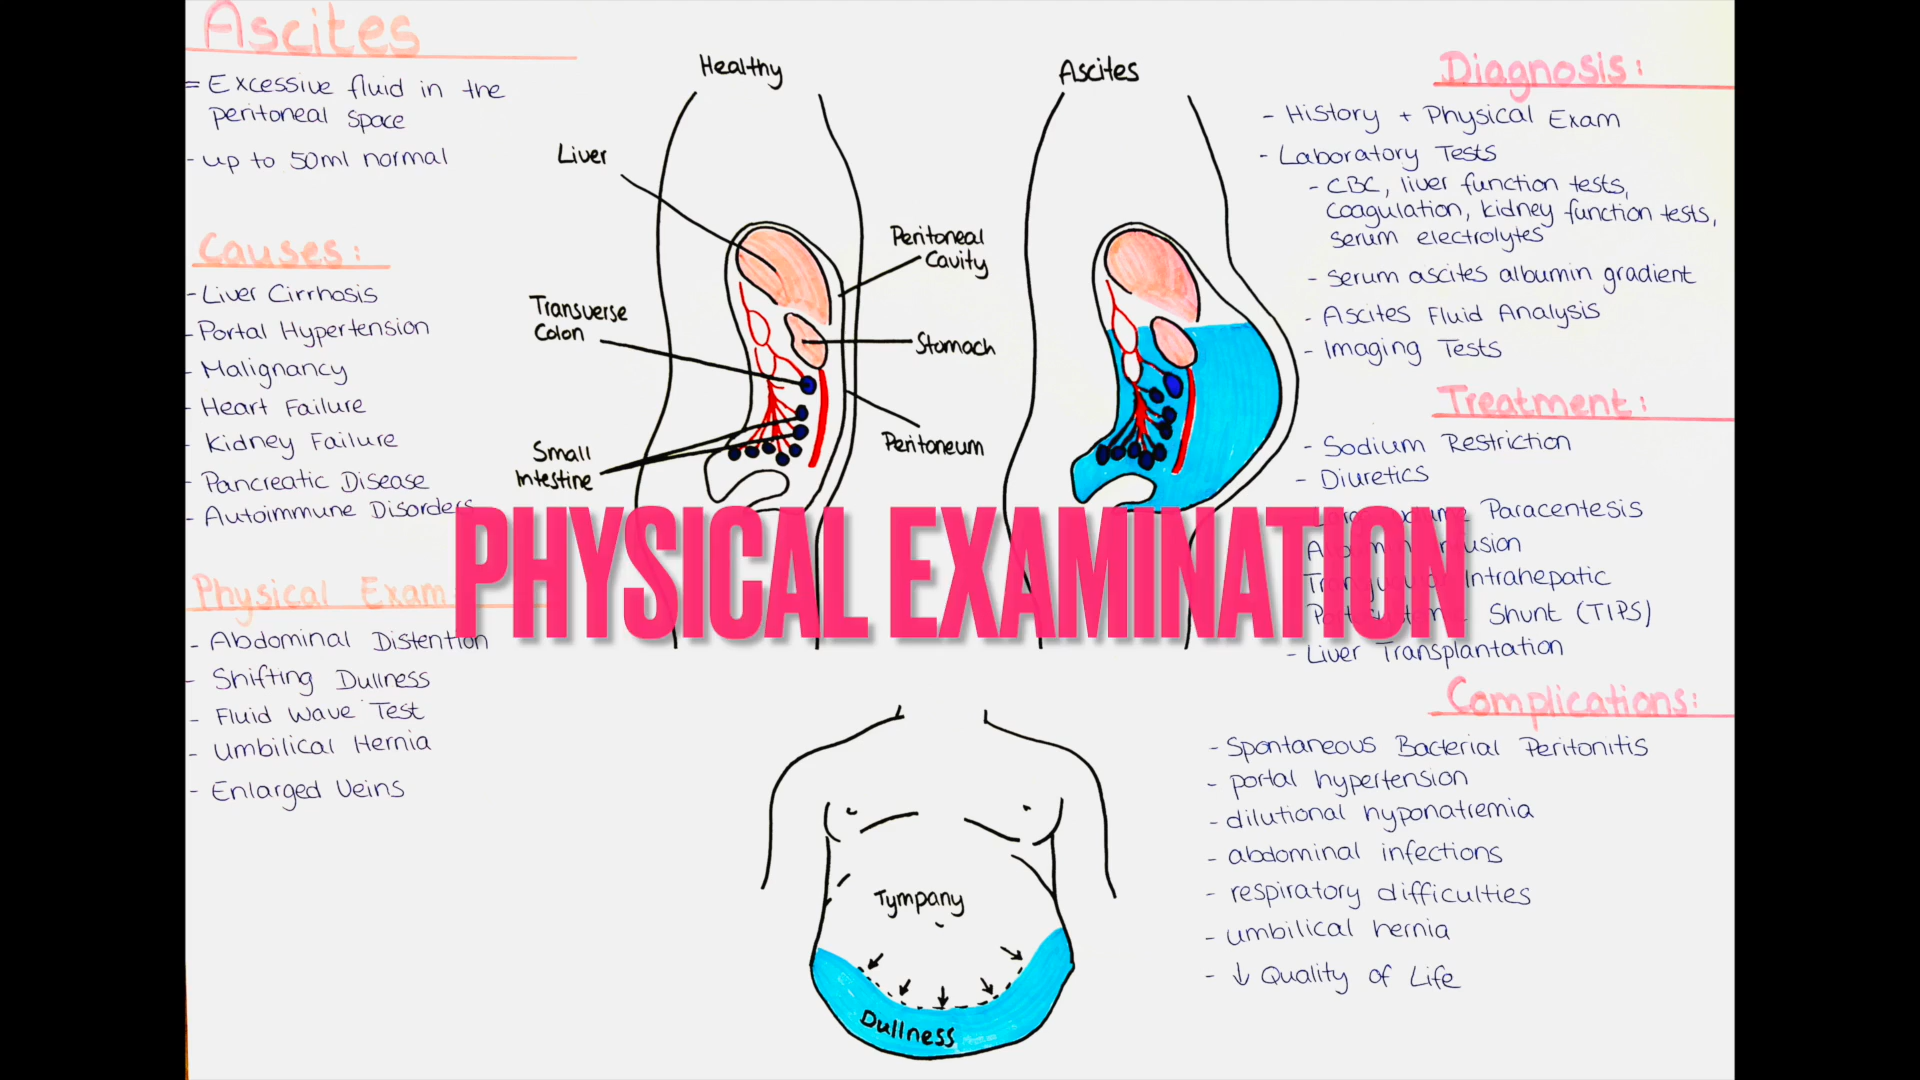 Ascites
= Excessive fluid in the
peritoneal space
- up to 50ml normal
Causes:
- Liver Cirrhosis
- Portal Hypertension
- Malignancy
- Heart Failure
- Kidney Failure
- Pancreatic Disease
- Autoimmune Disorders
Physical Exam
- Abdominal Distention
- Shifting Dullness
- Fluid Wave Test
- Umbilical Hernia
- Enlarged Veins
Healthy
Liver
Transverse
Colon
Small
Intestine
Peritoneal
Cavity
Stomach
Peritoneum
Ascites
PHYSICAL EXAMINATION
Tympany
Dullness
Diagnosis:
- History + Physical Exam
- Laboratory Tests
- CBC, liver function tests,
coagulation, kidney function tests,
serum electrolytes
- Serum ascites albumin gradient
- Ascites Fluid Analysis
- Imaging Tests
Treatment:
- Sodium Restriction
- Diuretics
Paracentesis
Intrahepatic
Shunt (TIPS)
- Liver Transplantation
Complications:
- Spontaneous Bacterial Peritonitis
- portal hypertension
- dilutional hyponatremia
- abdominal infections
- respiratory difficulties
- umbilical hernia
- ↓ Quality of Life